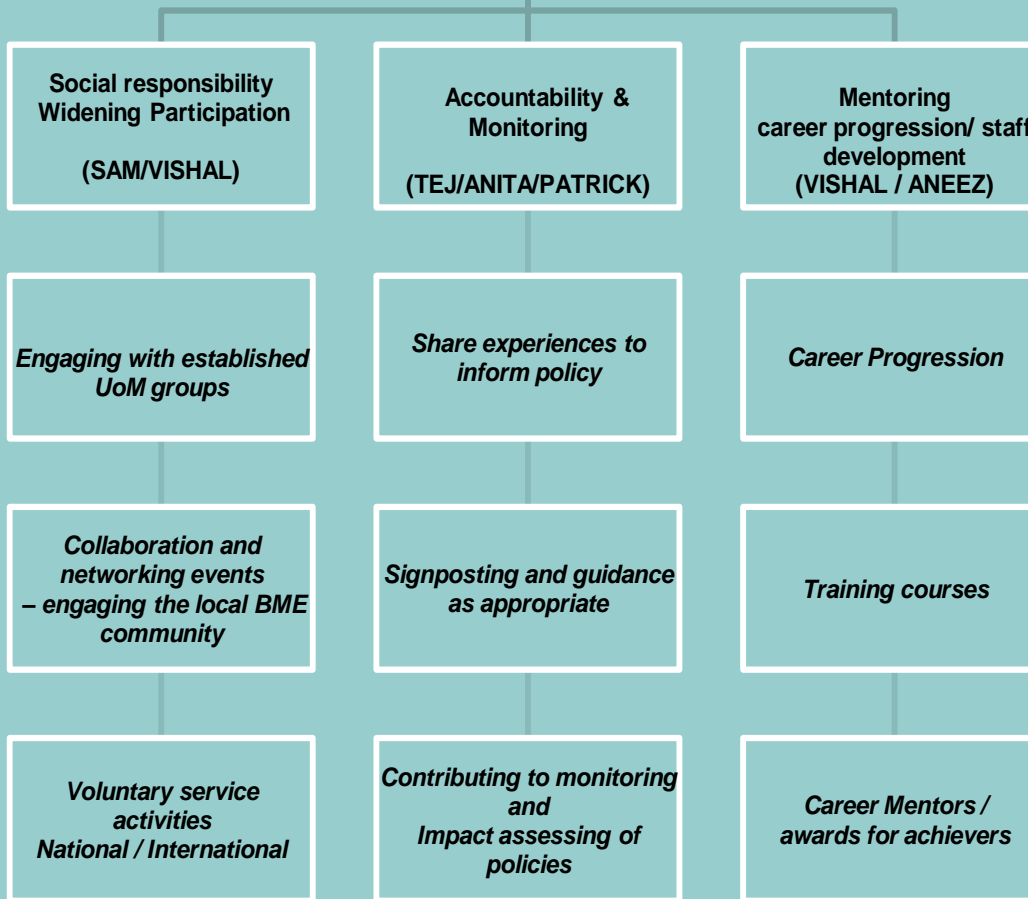 Social responsibility
Widening Participation
(SAM/VISHAL)
Accountability &
Monitoring
(TEJ/ANITA/PATRICK)
Mentoring
career progression/ staff
development
(VISHAL / ANEEZ)
Engaging with established
UoM groups
Share experiences to
inform policy
Career Progression
Collaboration and
networking events
– engaging the local BME
community
Signposting and guidance
as appropriate
Training courses
Voluntary service
activities
National / International
Contributing to monitoring
and
Impact assessing of
policies
Career Mentors /
awards for achievers